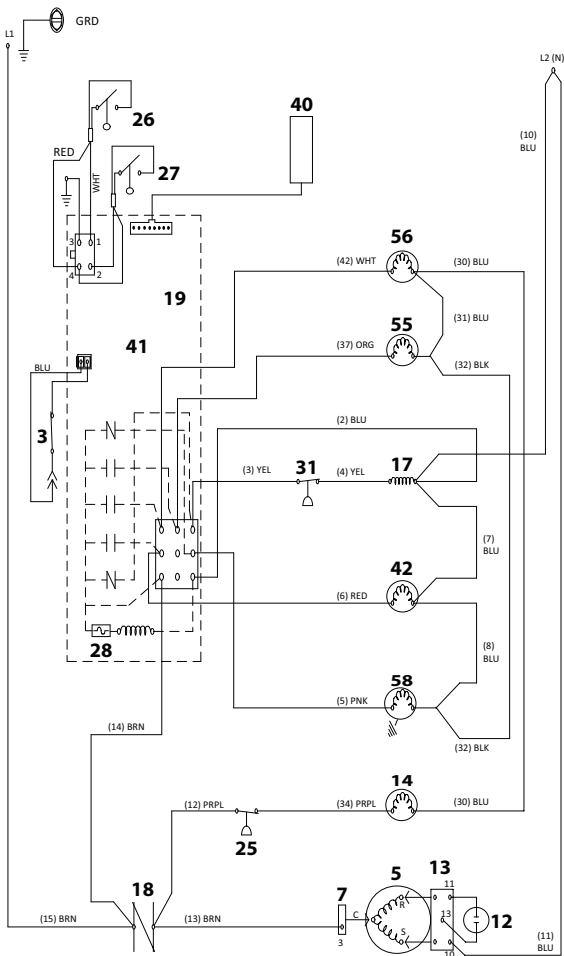 GRD
L1
L2 (N)
(10)
BLU
26
40
RED
WHT
27
3 1
4 2
56
(42) WHT
(30) BLU
19
(31) BLU
55
(37) ORG
(32) BLK
41
BLU
(2) BLU
3
(3) YEL
31
(4) YEL
17
(7)
BLU
42
(6) RED
(8)
BLU
28
58
(5) PNK
(14) BRN
(32) BLK
14
(12) PRPL
(34) PRPL
(30) BLU
25
18
7
5
13
11
R
C
13
12
(15) BRN
(13) BRN
3
S
10
(11)
BLU